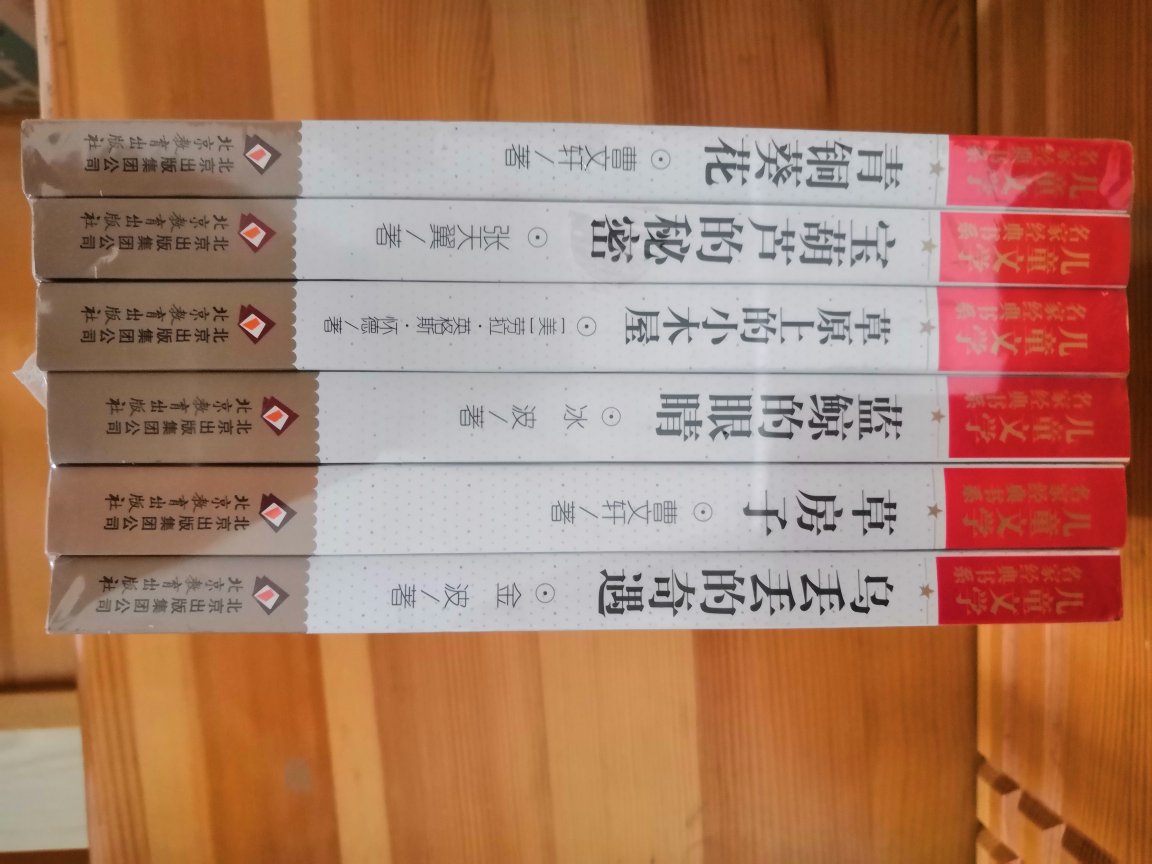 儿童文学
名家经典书系
乌丢丢的奇遇
⊙金 波/著
北京出版集团公司
北京教育出版社
儿童文学
名家经典书系
草房子
⊙曹文轩/著
北京出版集团公司
北京教育出版社
儿童文学
名家经典书系
蓝鲸的眼睛
⊙冰 波/著
北京出版集团公司
北京教育出版社
儿童文学
名家经典书系
草原上的小木屋
⊙[美]劳拉·英格斯·怀德/著
北京出版集团公司
北京教育出版社
儿童文学
名家经典书系
宝葫芦的秘密
⊙张天翼/著
北京出版集团公司
北京教育出版社
儿童文学
名家经典书系
青铜葵花
⊙曹文轩/著
北京出版集团公司
北京教育出版社